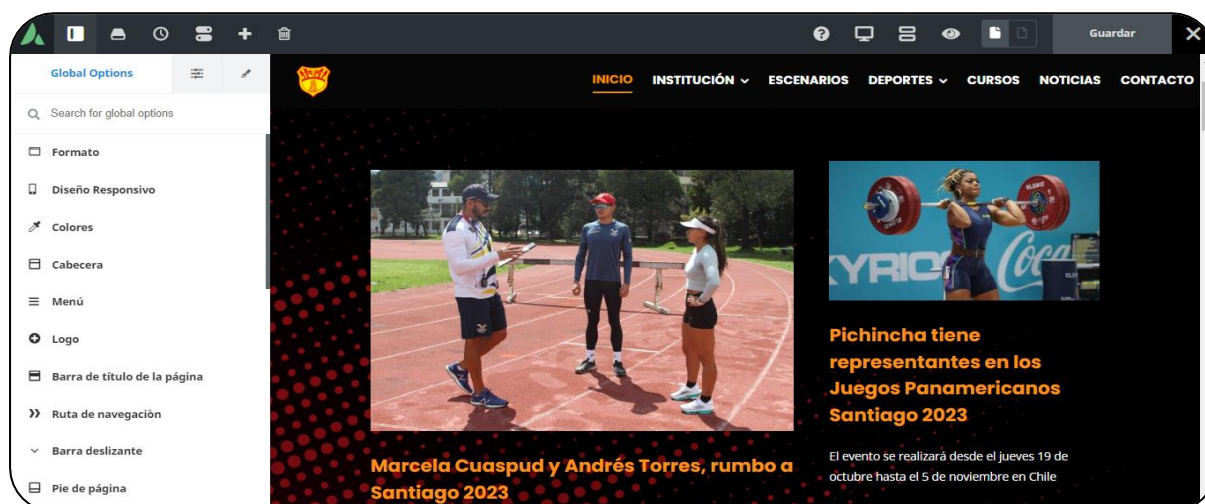 Guardar
Global Options
Search for global options
Formato
Diseño Responsivo
Colores
Cabecera
Menú
Logo
Barra de título de la página
Ruta de navegaciòn
Barra deslizante
Pie de página
INICIO INSTITUCIÓN ESCENARIOS DEPORTES CURSOS NOTICIAS CONTACTO
Marcela Cuaspud y Andrés Torres, rumbo a
Santiago 2023
KYRIO
Coca
Pichincha tiene
representantes en los
Juegos Panamericanos
Santiago 2023
El evento se realizará desde el jueves 19 de
octubre hasta el 5 de noviembre en Chile